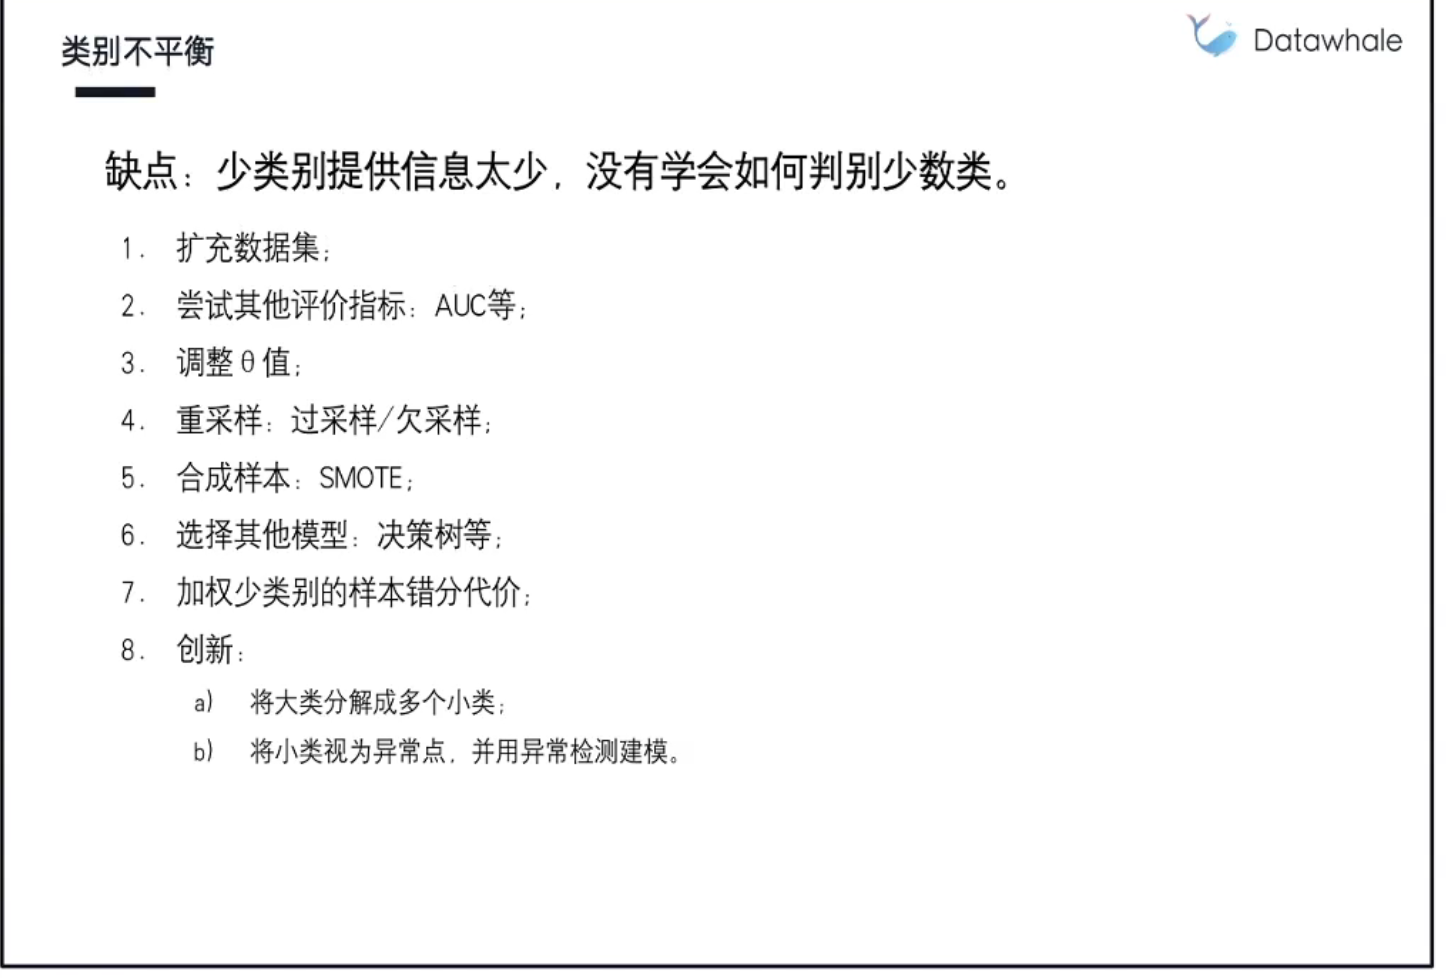 类别不平衡
Datawhale
缺点：少类别提供信息太少，没有学会如何判别少数类。
1. 扩充数据集；
2. 尝试其他评价指标：AUC等；
3. 调整θ值；
4. 重采样：过采样/欠采样；
5. 合成样本：SMOTE；
6. 选择其他模型：决策树等；
7. 加权少类别的样本错分代价；
8. 创新：
a) 将大类分解成多个小类；
b) 将小类视为异常点，并用异常检测建模。